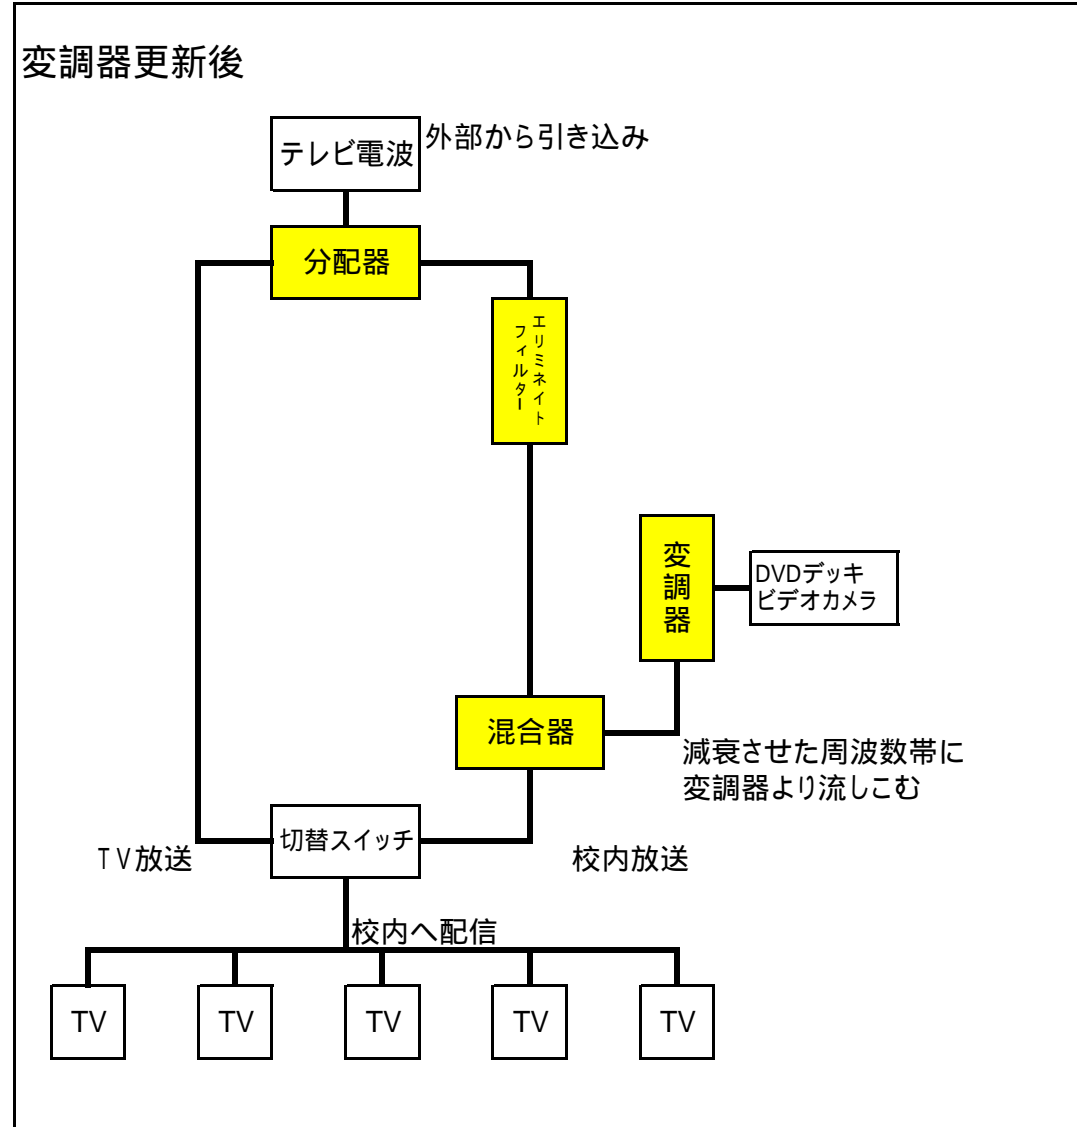 変調器更新後
外部から引き込み
テレビ電波
分配器
エリミネイト
フィルター
変調器
DVDデッキ
ビデオカメラ
混合器
減衰させた周波数帯に
変調器より流しこむ
切替スイッチ
TV放送
校内放送
校内へ配信
TV
TV
TV
TV
TV